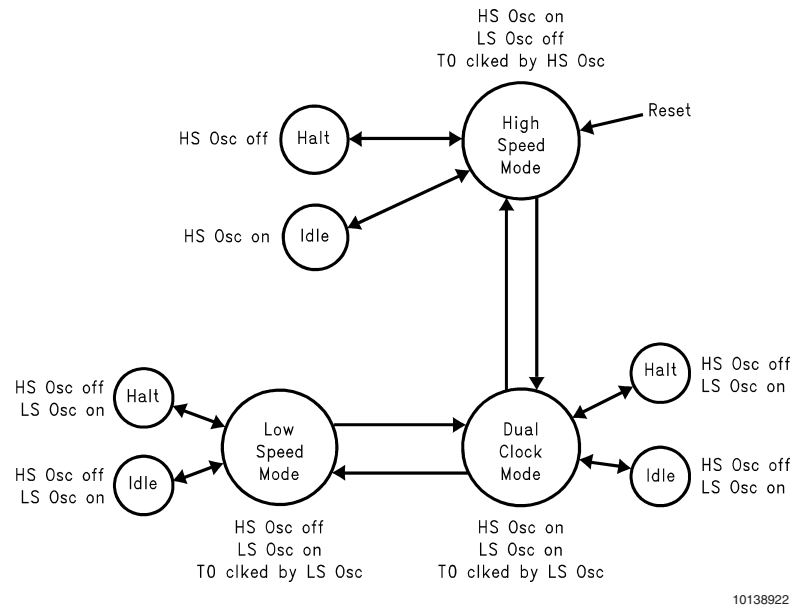 HS Osc on
LS Osc off
T0 clked by HS Osc
Reset
High
Speed
Mode
HS Osc off
Halt
HS Osc on
Idle
HS Osc off
LS Osc on
Halt
HS Osc off
LS Osc on
Idle
Low
Speed
Mode
HS Osc off
LS Osc on
T0 clked by LS Osc
Dual
Clock
Mode
HS Osc on
LS Osc on
T0 clked by LS Osc
Halt
HS Osc off
LS Osc on
Idle
HS Osc off
LS Osc on
10138922